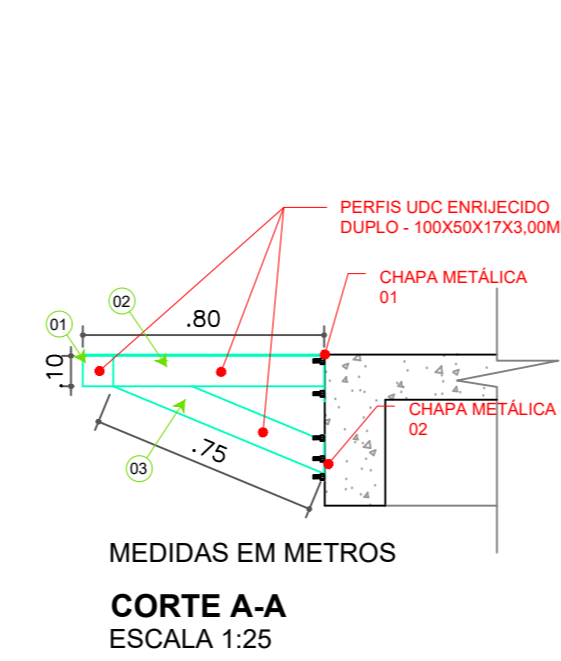 PERFIS UDC ENRIJECIDO
DUPLO - 100X50X17X3,00M
CHAPA METÁLICA
01
02
01
.80
.10
CHAPA METÁLICA
02
.75
03
MEDIDAS EM METROS
CORTE A-A
ESCALA 1:25